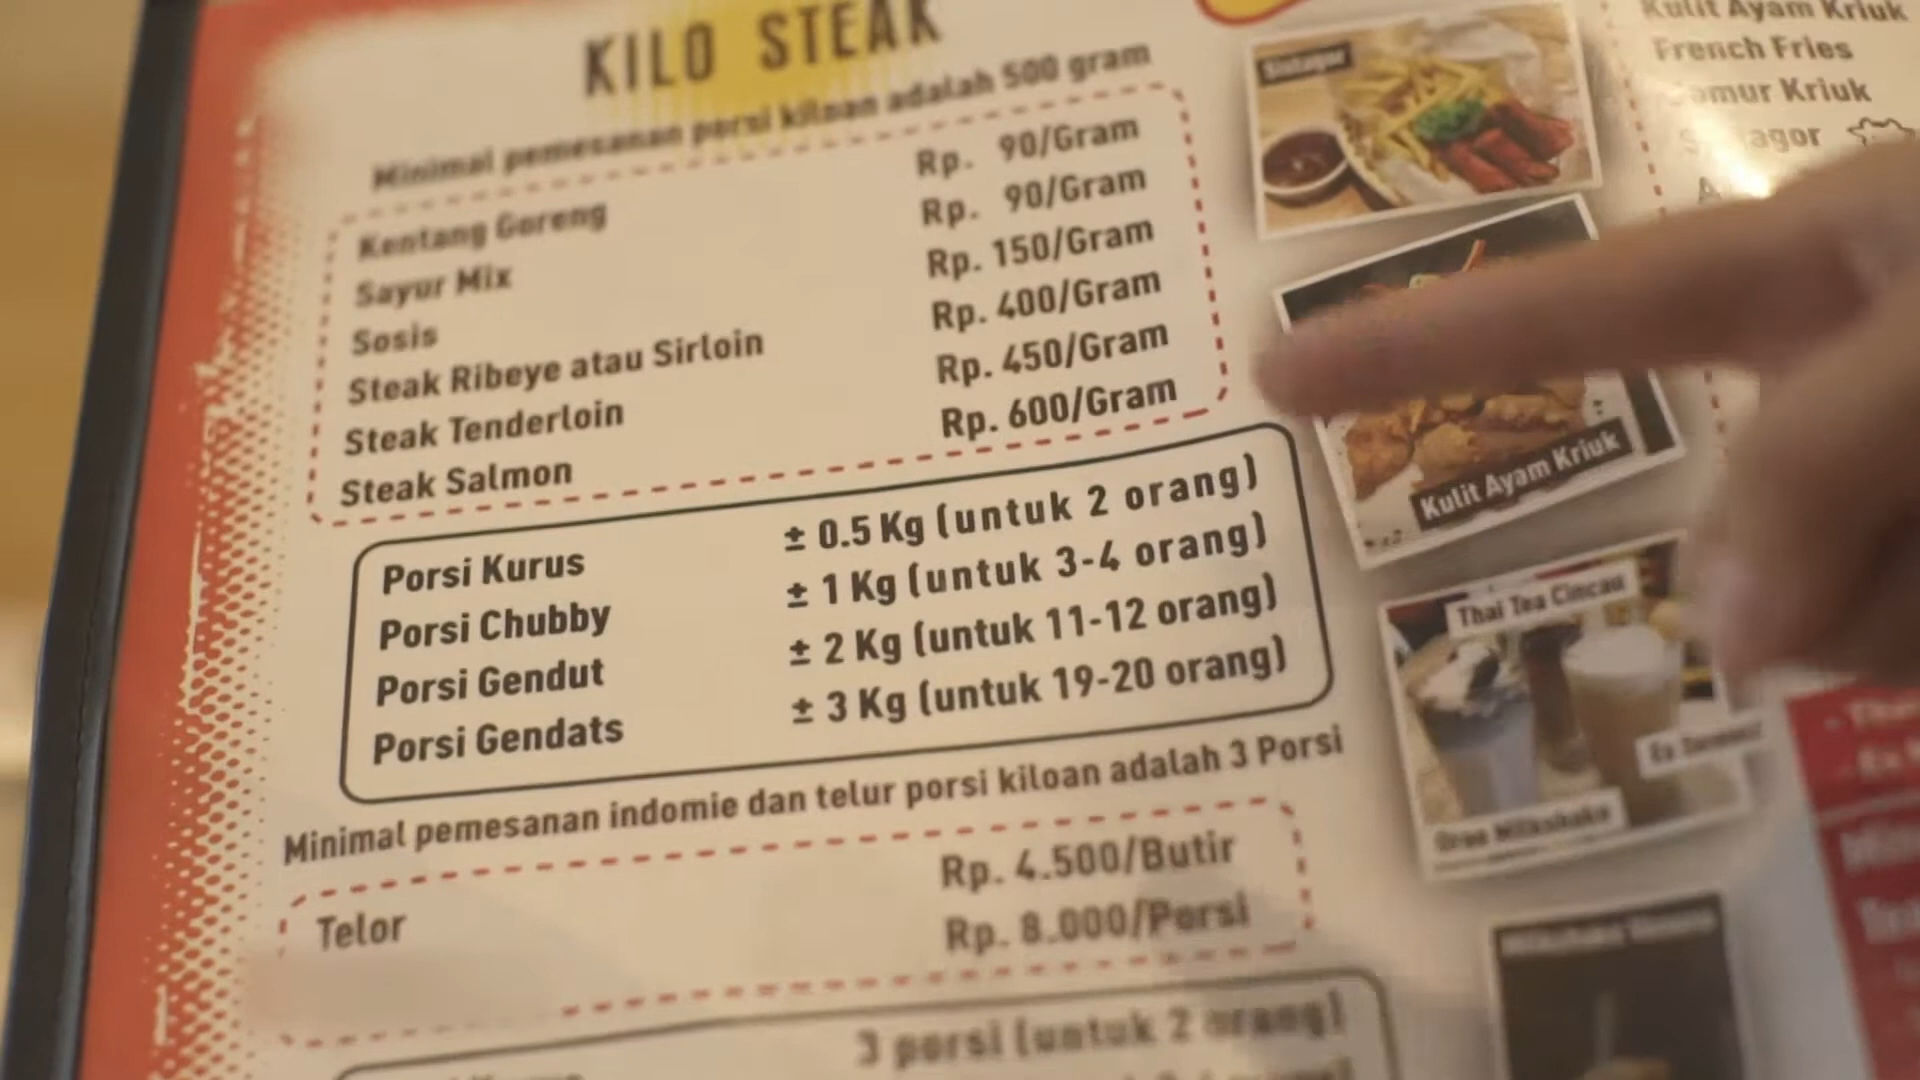 KILO STEAK
Minimal pemesanan porsi kiloan adalah 500 gram
Kentang Goreng Rp. 90/Gram
Sayur Mix Rp. 90/Gram
Sosis Rp. 150/Gram
Steak Ribeye atau Sirloin Rp. 400/Gram
Steak Tenderloin Rp. 450/Gram
Steak Salmon Rp. 600/Gram
Porsi Kurus ± 0.5 Kg (untuk 2 orang)
Porsi Chubby ± 1 Kg (untuk 3-4 orang)
Porsi Gendut ± 2 Kg (untuk 11-12 orang)
Porsi Gendats ± 3 Kg (untuk 19-20 orang)
Minimal pemesanan indomie dan telur porsi kiloan adalah 3 Porsi
Telor Rp. 4.500/Butir
Rp. 8.000/Porsi
3 porsi (untuk 2 orang)
Kulit Ayam Kriuk
Thai Tea Cincau
Oreo Milkshake
Kulit Ayam Kriuk
French Fries
Kriuk